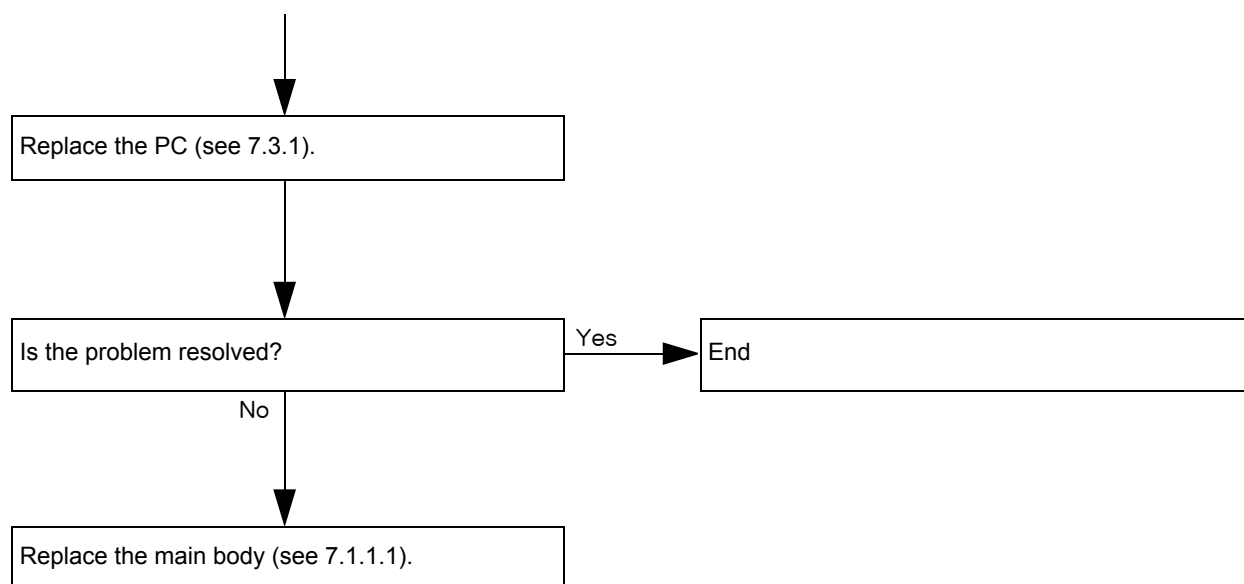 Replace the PC (see 7.3.1).
Is the problem resolved?
Yes
End
No
Replace the main body (see 7.1.1.1).